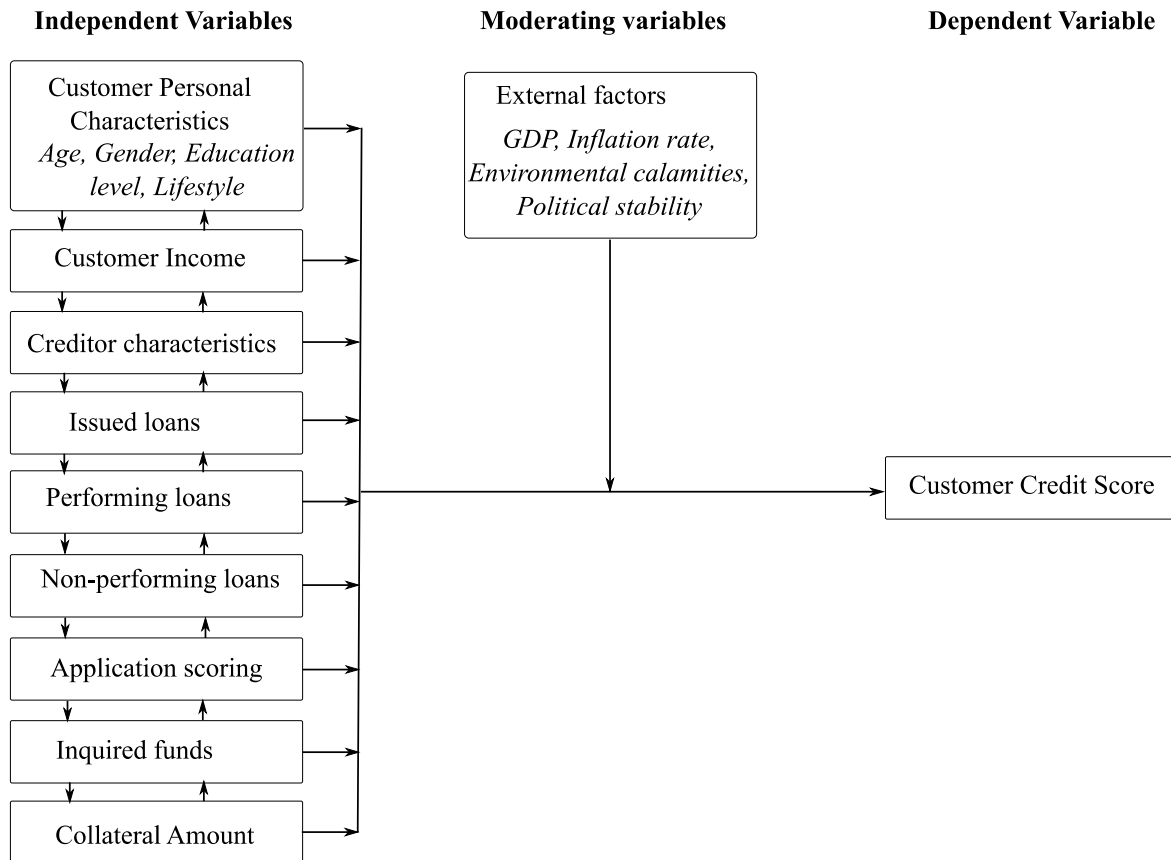 Independent Variables
Moderating variables
Dependent Variable
Customer Personal
Characteristics
Age, Gender, Education
level, Lifestyle
Customer Income
Creditor characteristics
Issued loans
Performing loans
Non-performing loans
Application scoring
Inquired funds
Collateral Amount
External factors
GDP, Inflation rate,
Environmental calamities,
Political stability
Customer Credit Score